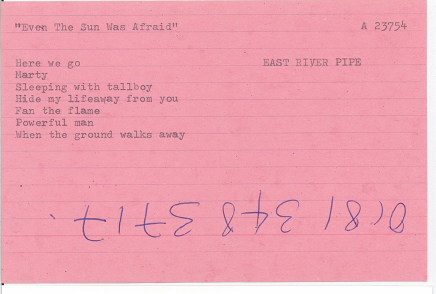 "Even The Sun Was Afraid" A 23754
Here we go EAST RIVER PIPE
Marty
Sleeping with tallboy
Hide my lifeaway from you
Fan the flame
Powerful man
When the ground walks away
0181 348 3717